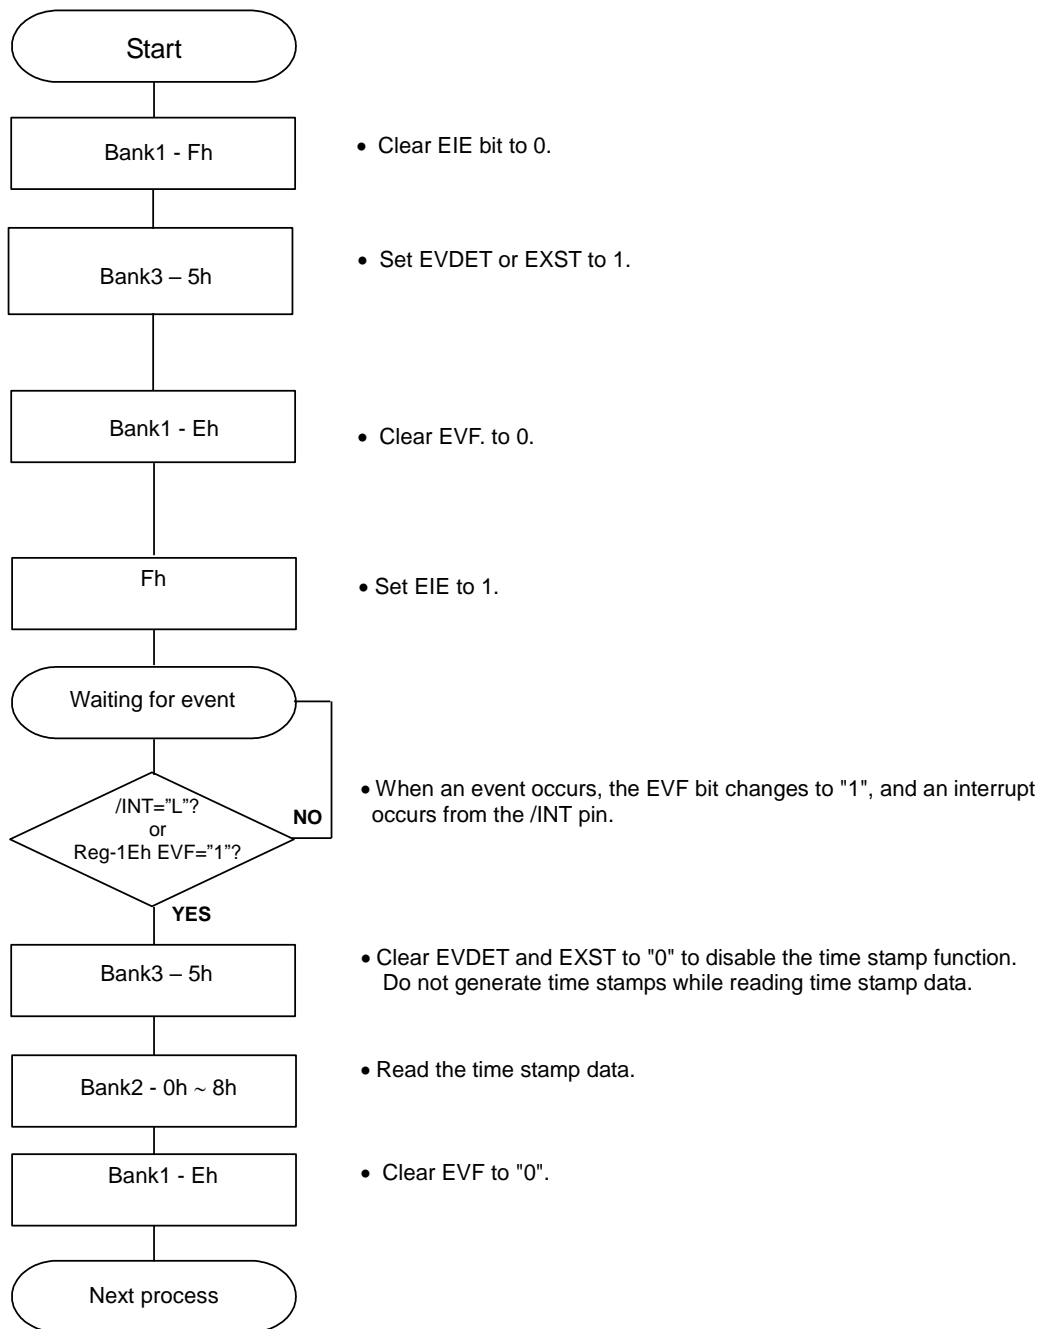 Start
Bank1 - Fh
• Clear EIE bit to 0.
Bank3 – 5h
• Set EVDET or EXST to 1.
Bank1 - Eh
• Clear EVF. to 0.
Fh
• Set EIE to 1.
Waiting for event
/INT="L"?
or
Reg-1Eh EVF="1"?
NO
• When an event occurs, the EVF bit changes to "1", and an interrupt
occurs from the /INT pin.
YES
Bank3 – 5h
• Clear EVDET and EXST to "0" to disable the time stamp function.
Do not generate time stamps while reading time stamp data.
Bank2 - 0h ~ 8h
• Read the time stamp data.
Bank1 - Eh
• Clear EVF to "0".
Next process